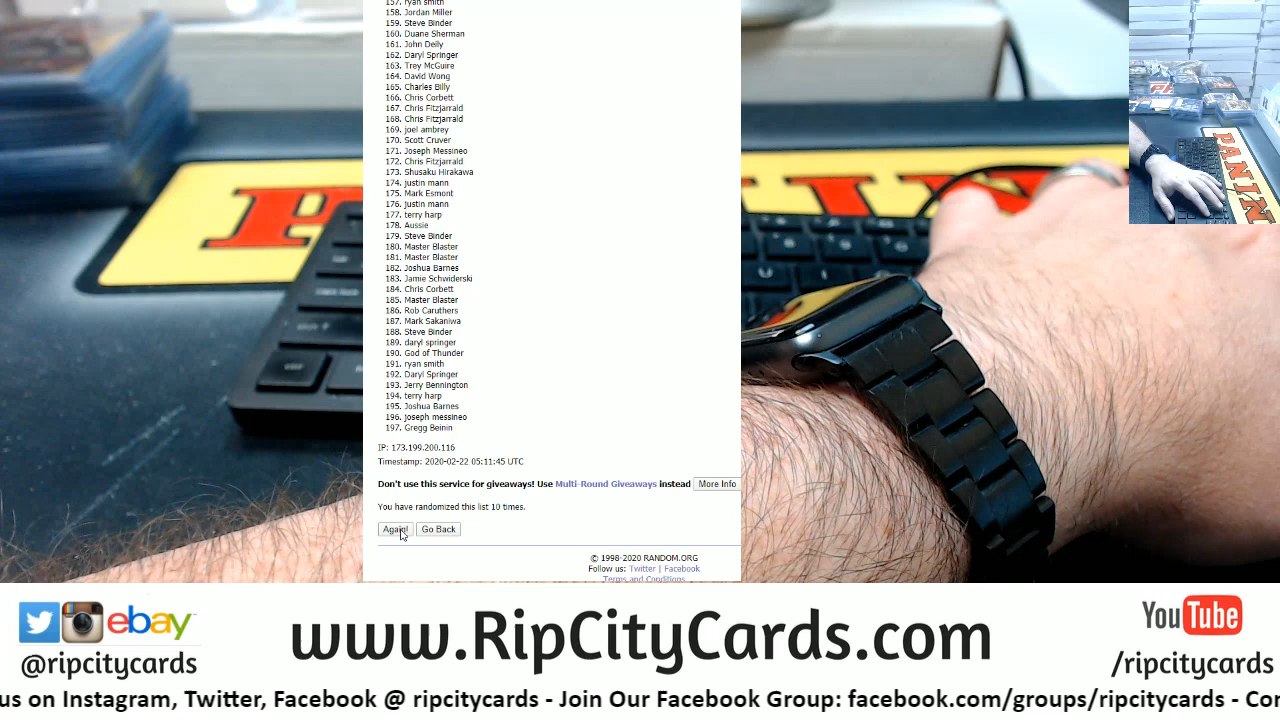 157. ryan smith
158. Jordan Miller
159. Steve Binder
160. Duane Sherman
161. John Deily
162. Daryl Springer
163. Trey McGuire
164. David Wong
165. Charles Billy
166. Chris Corbett
167. Chris Fitzjarrald
168. Chris Fitzjarrald
169. joel ambrey
170. Scott Cruver
171. Joseph Messineo
172. Chris Fitzjarrald
173. Shusaku Hirakawa
174. justin mann
175. Mark Esmont
176. justin mann
177. terry harp
178. Aussie
179. Steve Binder
180. Master Blaster
181. Master Blaster
182. Joshua Barnes
183. Jamie Schwiderski
184. Chris Corbett
185. Master Blaster
186. Rob Caruthers
187. Mark Sakaniwa
188. Steve Binder
189. daryl springer
190. God of Thunder
191. ryan smith
192. Daryl Springer
193. Jerry Bennington
194. terry harp
195. Joshua Barnes
196. joseph messineo
197. Gregg Beinin
IP: 173.199.200.116
Timestamp: 2020-02-22 05:11:45 UTC
Don't use this service for giveaways! Use Multi-Round Giveaways instead More Info
You have randomized this list 10 times.
Again! Go Back
© 1998-2020 RANDOM.ORG
Follow us: Twitter | Facebook
Terms and Conditions
PANIN
ebay
@ripcitycards
www.RipCityCards.com
YouTube
/ripcitycards
us on Instagram, Twitter, Facebook @ ripcitycards - Join Our Facebook Group: facebook.com/groups/ripcitycards - Con